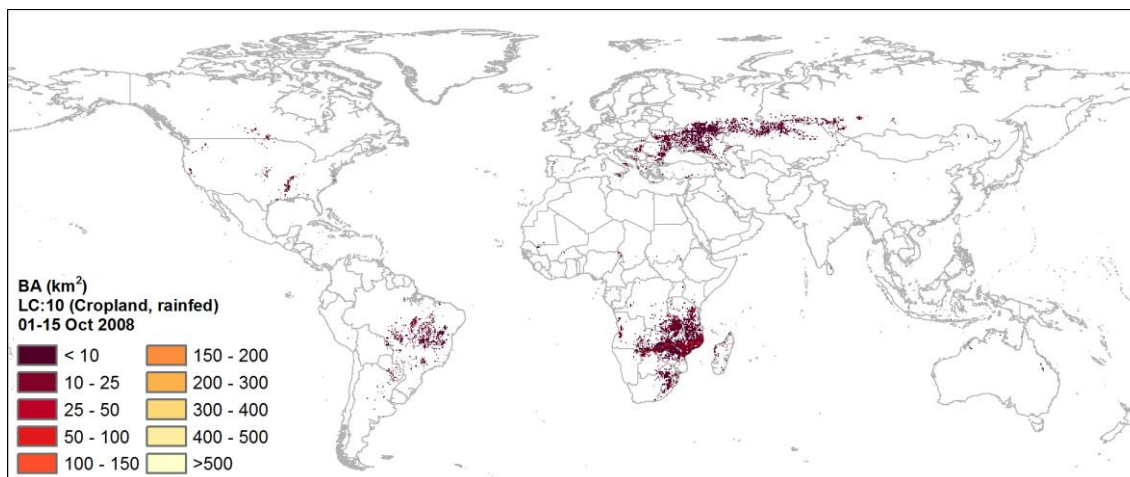 BA (km²)
LC:10 (Cropland, rainfed)
01-15 Oct 2008
< 10
10 - 25
25 - 50
50 - 100
100 - 150
150 - 200
200 - 300
300 - 400
400 - 500
>500